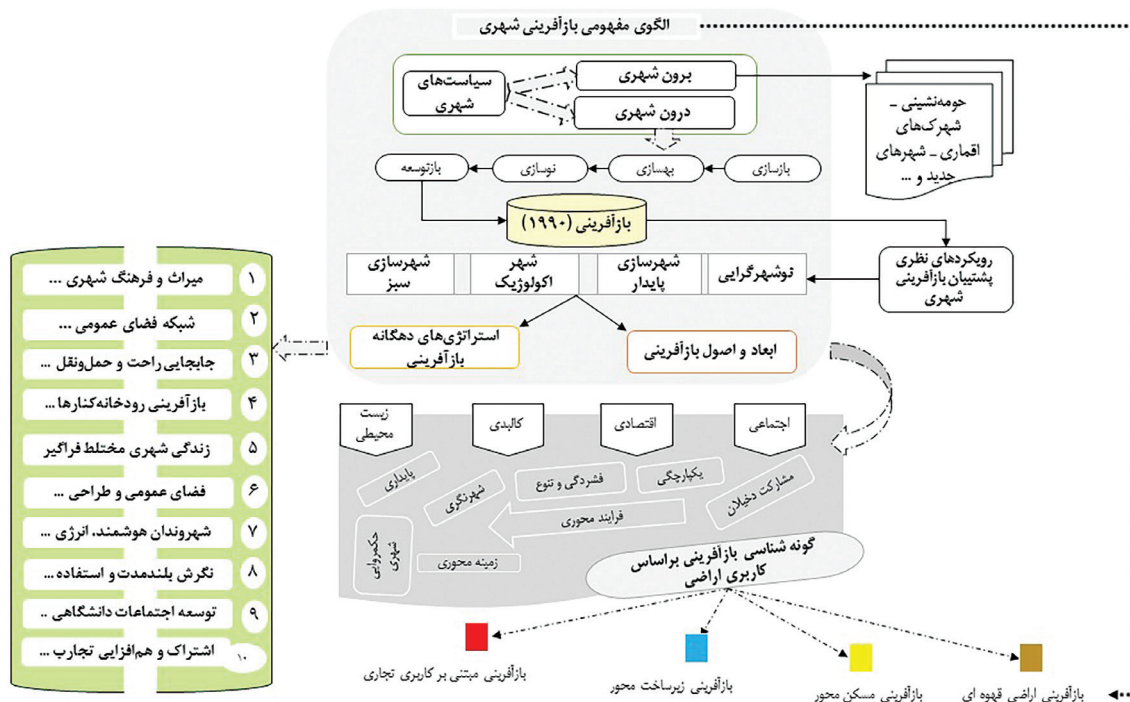 الگوی مفهومی بازآفرینی شهری
سیاست‌های
شهری
برون شهری
درون شهری
حومه‌نشینی –
شهرک‌های
اقماری – شهرهای
جدید و ...
بازسازی
بهسازی
نوسازی
بازتوسعه
بازآفرینی (۱۹۹۰)
رویکردهای نظری
پشتیبان بازآفرینی
شهری
نوشهرگرایی
شهرسازی
پایدار
شهر
اکولوژیک
شهرسازی
سبز
ابعاد و اصول بازآفرینی
استراتژی‌های دهگانه
بازآفرینی
۱ میراث و فرهنگ شهری ...
۲ شبکه فضای عمومی ...
۳ جابجایی راحت و حمل‌ونقل ...
۴ بازآفرینی رودخانه‌کنارها...
۵ زندگی شهری مختلط فراگیر
۶ فضای عمومی و طراحی ...
۷ شهروندان هوشمند، انرژی ...
۸ نگرش بلندمدت و استفاده...
۹ توسعه اجتماعات دانشگاهی ..
۱۰ اشتراک و هم‌افزایی تجارب ...
اجتماعی
اقتصادی
کالبدی
زیست
محیطی
مشارکت دخیلان
یکپارچگی
فشردگی و تنوع
شهرنگری
پایداری
فرایند محوری
زمینه محوری
حکمروایی
شهری
گونه شناسی بازآفرینی براساس
کاربری اراضی
بازآفرینی اراضی قهوه ای
بازآفرینی مسکن محور
بازآفرینی زیرساخت محور
بازآفرینی مبتنی بر کاربری تجاری